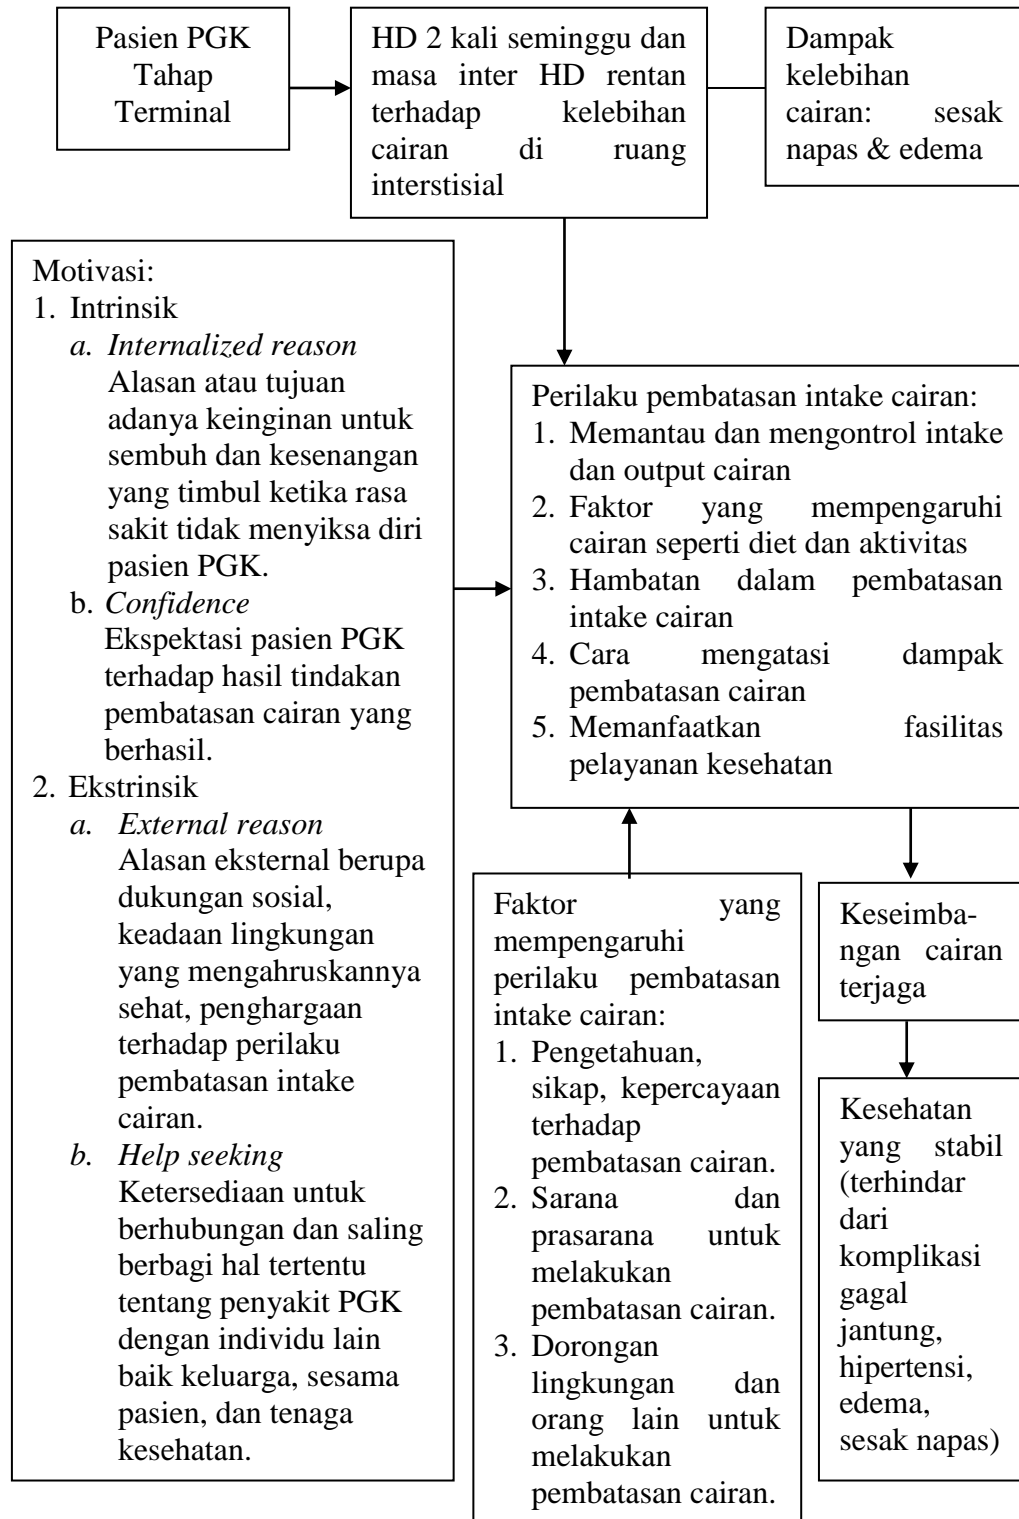 Pasien PGK
Tahap
Terminal
HD 2 kali seminggu dan
masa inter HD rentan
terhadap kelebihan
cairan di ruang
interstisial
Dampak
kelebihan
cairan: sesak
napas & edema
Motivasi:
1. Intrinsik
a. Internalized reason
Alasan atau tujuan
adanya keinginan untuk
sembuh dan kesenangan
yang timbul ketika rasa
sakit tidak menyiksa diri
pasien PGK.
b. Confidence
Ekspektasi pasien PGK
terhadap hasil tindakan
pembatasan cairan yang
berhasil.
2. Ekstrinsik
a. External reason
Alasan eksternal berupa
dukungan sosial,
keadaan lingkungan
yang mengahruskannya
sehat, penghargaan
terhadap perilaku
pembatasan intake
cairan.
b. Help seeking
Ketersediaan untuk
berhubungan dan saling
berbagi hal tertentu
tentang penyakit PGK
dengan individu lain
baik keluarga, sesama
pasien, dan tenaga
kesehatan.
Perilaku pembatasan intake cairan:
1. Memantau dan mengontrol intake
dan output cairan
2. Faktor yang mempengaruhi
cairan seperti diet dan aktivitas
3. Hambatan dalam pembatasan
intake cairan
4. Cara mengatasi dampak
pembatasan cairan
5. Memanfaatkan fasilitas
pelayanan kesehatan
Faktor yang
mempengaruhi
perilaku pembatasan
intake cairan:
1. Pengetahuan,
sikap, kepercayaan
terhadap
pembatasan cairan.
2. Sarana dan
prasarana untuk
melakukan
pembatasan cairan.
3. Dorongan
lingkungan dan
orang lain untuk
melakukan
pembatasan cairan.
Keseimba-
ngan cairan
terjaga
Kesehatan
yang stabil
(terhindar
dari
komplikasi
gagal
jantung,
hipertensi,
edema,
sesak napas)